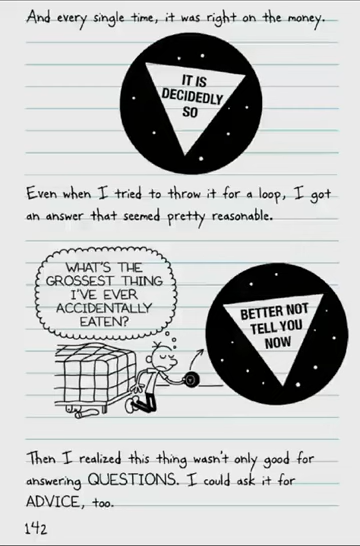 And every single time, it was right on the money.
IT IS
DECIDEDLY
SO
Even when I tried to throw it for a loop, I got
an answer that seemed pretty reasonable.
WHAT'S THE
GROSSEST THING
I'VE EVER
ACCIDENTALLY
EATEN?
BETTER NOT
TELL YOU
NOW
Then I realized this thing wasn't only good for
answering QUESTIONS. I could ask it for
ADVICE, too.
142